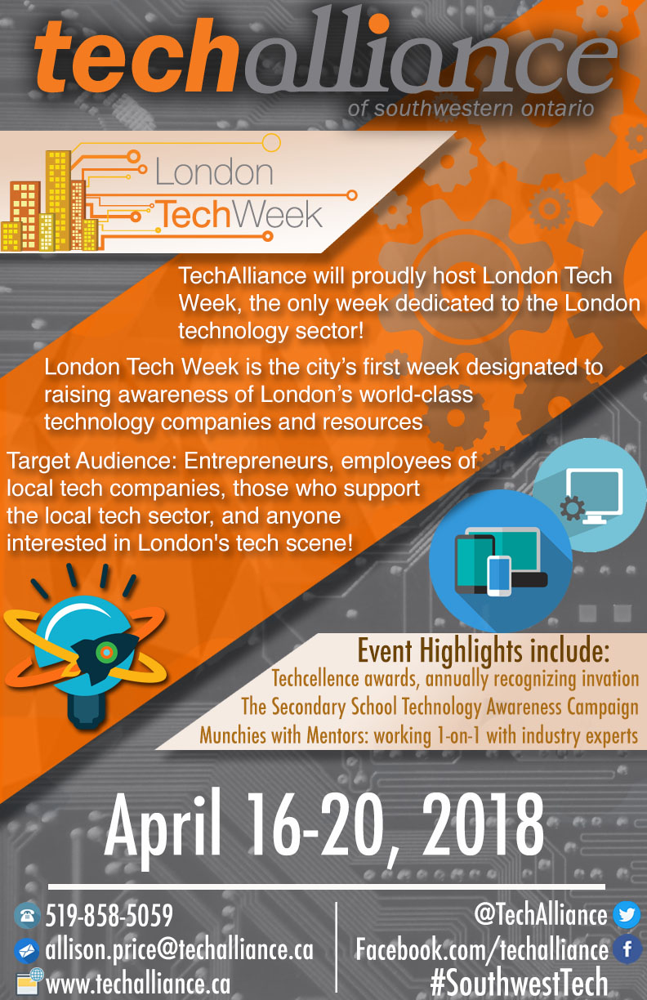 techalliance
of southwestern ontario
London
TechWeek
TechAlliance will proudly host London Tech
Week, the only week dedicated to the London
technology sector!
London Tech Week is the city's first week designated to
raising awareness of London's world-class
technology companies and resources
Target Audience: Entrepreneurs, employees of
local tech companies, those who support
the local tech sector, and anyone
interested in London's tech scene!
Event Highlights include:
Techcellence awards, annually recognizing invation
The Secondary School Technology Awareness Campaign
Munchies with Mentors: working 1-on-1 with industry experts
April 16-20, 2018
519-858-5059
allison.price@techalliance.ca
www.techalliance.ca
@TechAlliance
Facebook.com/techalliance
#SouthwestTech